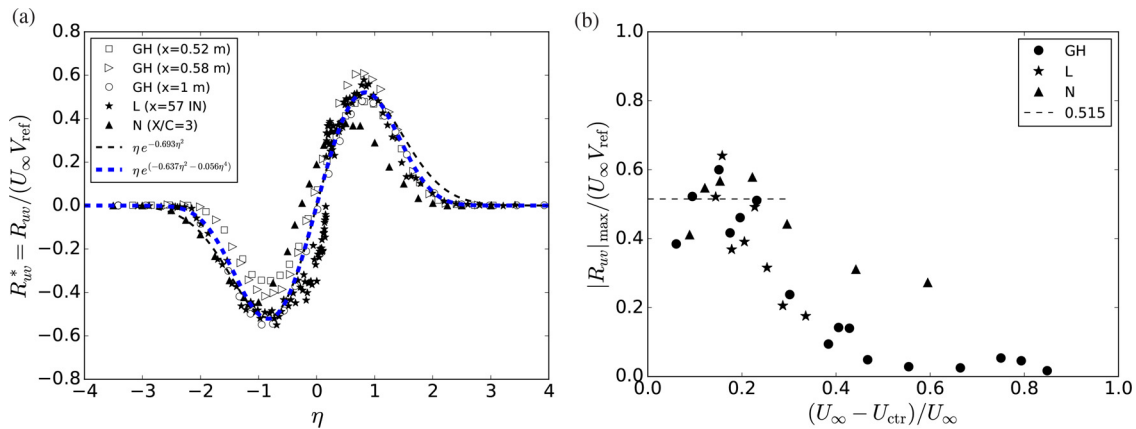 (a)
0.8
0.6
0.4
0.2
0.0
−0.2
−0.4
−0.6
−0.8
−4 −3 −2 −1 0 1 2 3 4
R*uv = Ruv/(U∞Vref)
η
GH (x=0.52 m)
GH (x=0.58 m)
GH (x=1 m)
L (x=57 IN)
N (X/C=3)
η e^−0.693η²
η e^(−0.637η²−0.056η⁴)
(b)
1.0
0.8
0.6
0.4
0.2
0.0
0.0 0.2 0.4 0.6 0.8 1.0
|Ruv|max/(U∞Vref)
(U∞ − Uctr)/U∞
GH
L
N
0.515